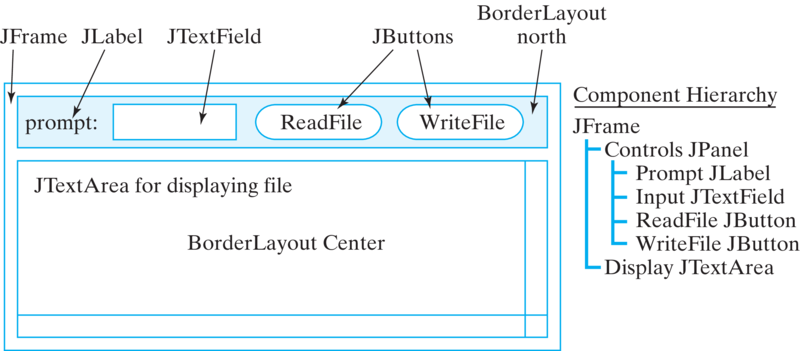 JFrame JLabel JTextField JButtons BorderLayout
north
prompt: ReadFile WriteFile
JTextArea for displaying file
BorderLayout Center
Component Hierarchy
JFrame
Controls JPanel
Prompt JLabel
Input JTextField
ReadFile JButton
WriteFile JButton
Display JTextArea